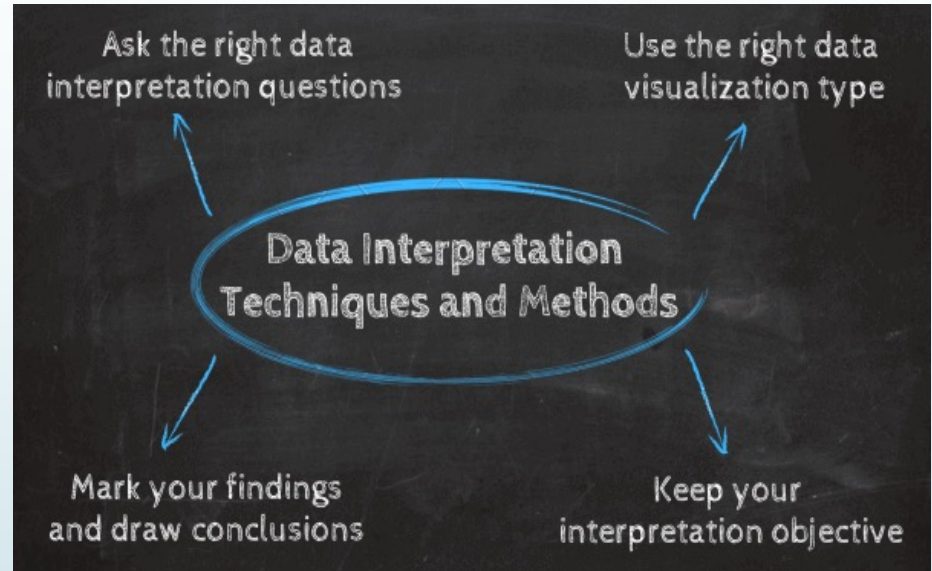 Ask the right data
interpretation questions
Use the right data
visualization type
Data Interpretation
Techniques and Methods
Mark your findings
and draw conclusions
Keep your
interpretation objective